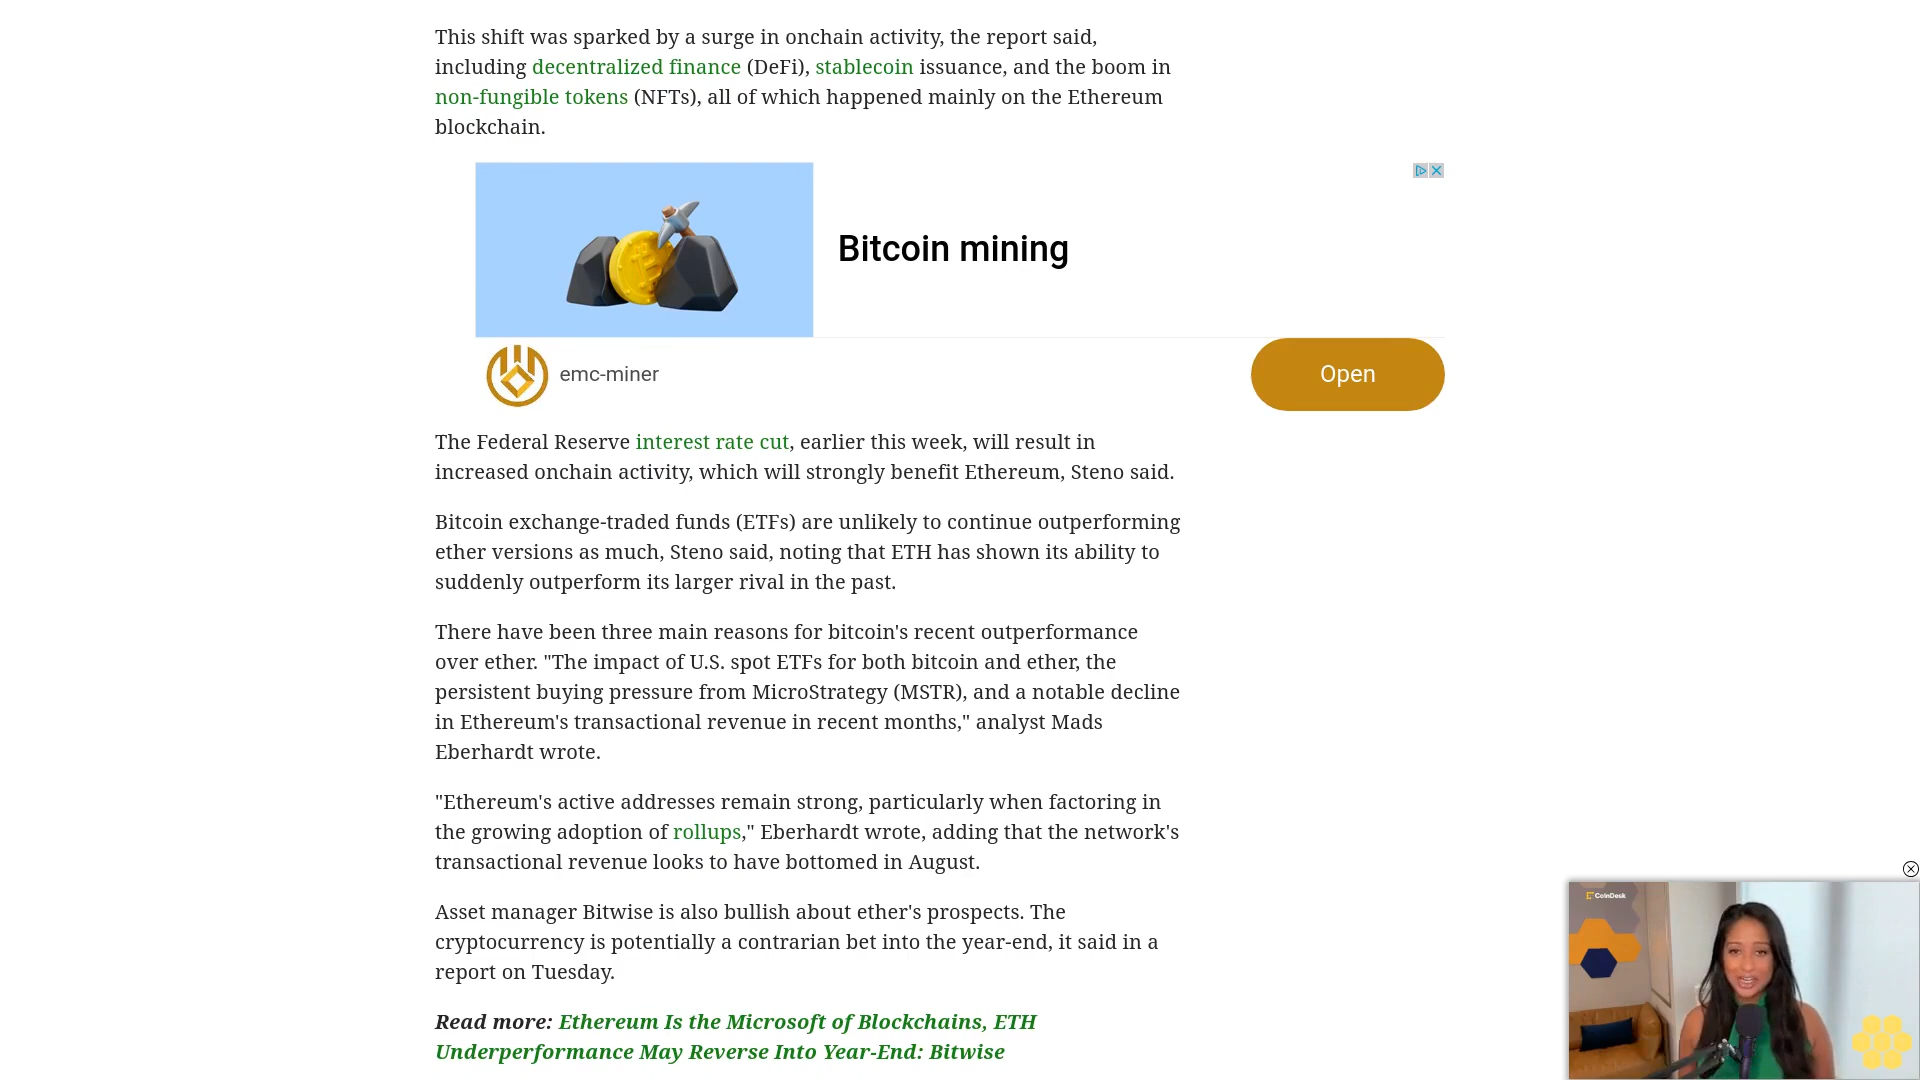 This shift was sparked by a surge in onchain activity, the report said,
including decentralized finance (DeFi), stablecoin issuance, and the boom in
non-fungible tokens (NFTs), all of which happened mainly on the Ethereum
blockchain.
Bitcoin mining
emc-miner
Open
The Federal Reserve interest rate cut, earlier this week, will result in
increased onchain activity, which will strongly benefit Ethereum, Steno said.
Bitcoin exchange-traded funds (ETFs) are unlikely to continue outperforming
ether versions as much, Steno said, noting that ETH has shown its ability to
suddenly outperform its larger rival in the past.
There have been three main reasons for bitcoin's recent outperformance
over ether. "The impact of U.S. spot ETFs for both bitcoin and ether, the
persistent buying pressure from MicroStrategy (MSTR), and a notable decline
in Ethereum's transactional revenue in recent months," analyst Mads
Eberhardt wrote.
"Ethereum's active addresses remain strong, particularly when factoring in
the growing adoption of rollups," Eberhardt wrote, adding that the network's
transactional revenue looks to have bottomed in August.
Asset manager Bitwise is also bullish about ether's prospects. The
cryptocurrency is potentially a contrarian bet into the year-end, it said in a
report on Tuesday.
Read more: Ethereum Is the Microsoft of Blockchains, ETH
Underperformance May Reverse Into Year-End: Bitwise
CoinDesk